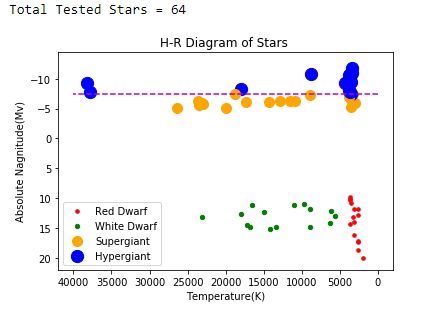 Total Tested Stars = 64
H-R Diagram of Stars
Absolute Nagnitude(Mv)
−10
−5
0
5
10
15
20
Red Dwarf
White Dwarf
Supergiant
Hypergiant
40000 35000 30000 25000 20000 15000 10000 5000 0
Temperature(K)